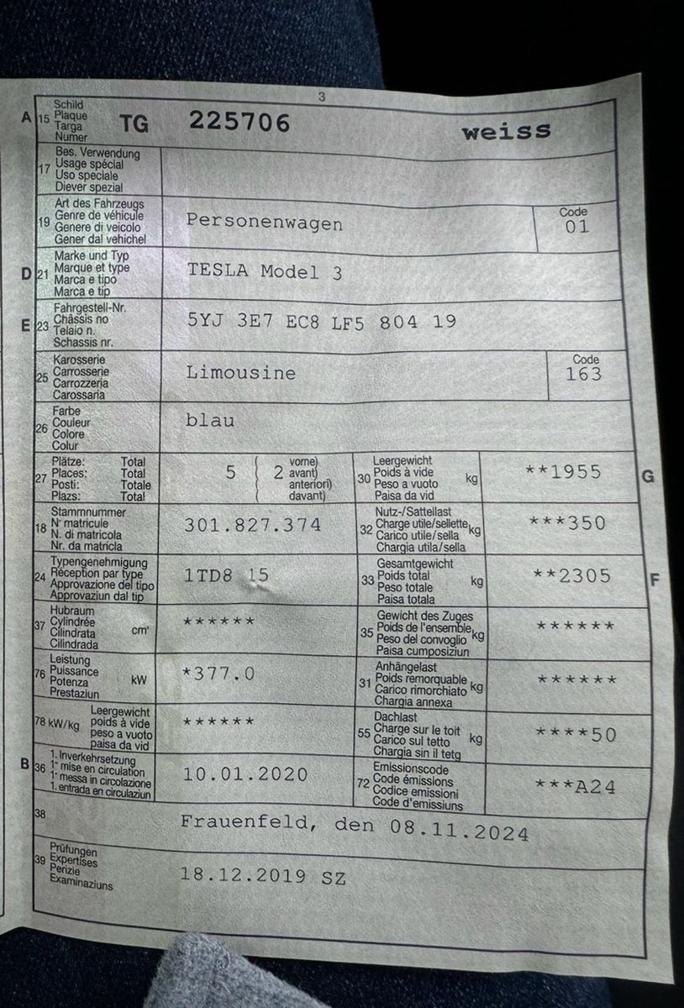 3
A 15 Schild Plaque Targa Numer TG 225706 weiss
17 Bes. Verwendung
Usage spécial
Uso speciale
Diever spezial
19 Art des Fahrzeugs
Genre de véhicule
Genere di veicolo
Gener dal vehichel
Personenwagen
Code
01
D 21 Marke und Typ
Marque et type
Marca e tipo
Marca e tip
TESLA Model 3
E 23 Fahrgestell-Nr.
Châssis no
Telaio n.
Schassis nr.
5YJ 3E7 EC8 LF5 804 19
25 Karosserie
Carrosserie
Carrozzeria
Carossaria
Limousine
Code
163
26 Farbe
Couleur
Colore
Colur
blau
27 Plätze: Total
Places: Total
Posti: Totale
Plazs: Total
5 ( 2 vorne)
avant)
anteriori)
davant)
30 Leergewicht
Poids à vide
Peso a vuoto
Paisa da vid
kg
**1955
G
18 Stammnummer
N° matricule
N. di matricola
Nr. da matricla
301.827.374
32 Nutz-/Sattellast
Charge utile/sellette
Carico utile/sella
Chargia utila/sella
kg
***350
24 Typengenehmigung
Réception par type
Approvazione del tipo
Approvaziun dal tip
1TD8 15
33 Gesamtgewicht
Poids total
Peso totale
Paisa totala
kg
**2305
F
37 Hubraum
Cylindrée
Cilindrata
Cilindrada
cm³
******
35 Gewicht des Zuges
Poids de l'ensemble
Peso del convoglio
Paisa cumposiziun
kg
******
76 Leistung
Puissance
Potenza
Prestaziun
kW
*377.0
31 Anhängelast
Poids remorquable
Carico rimorchiato
Chargia annexa
kg
******
78 kW/kg Leergewicht
poids à vide
peso a vuoto
paisa da vid
******
55 Dachlast
Charge sur le toit
Carico sul tetto
Chargia sin il tetg
kg
****50
B 36 1. Inverkehrsetzung
1re mise en circulation
1a messa in circolazione
1. entrada en circulaziun
10.01.2020
72 Emissionscode
Code émissions
Codice emissioni
Code d'emissiuns
***A24
38 Frauenfeld, den 08.11.2024
39 Prüfungen
Expertises
Perizie
Examinaziuns
18.12.2019 SZ